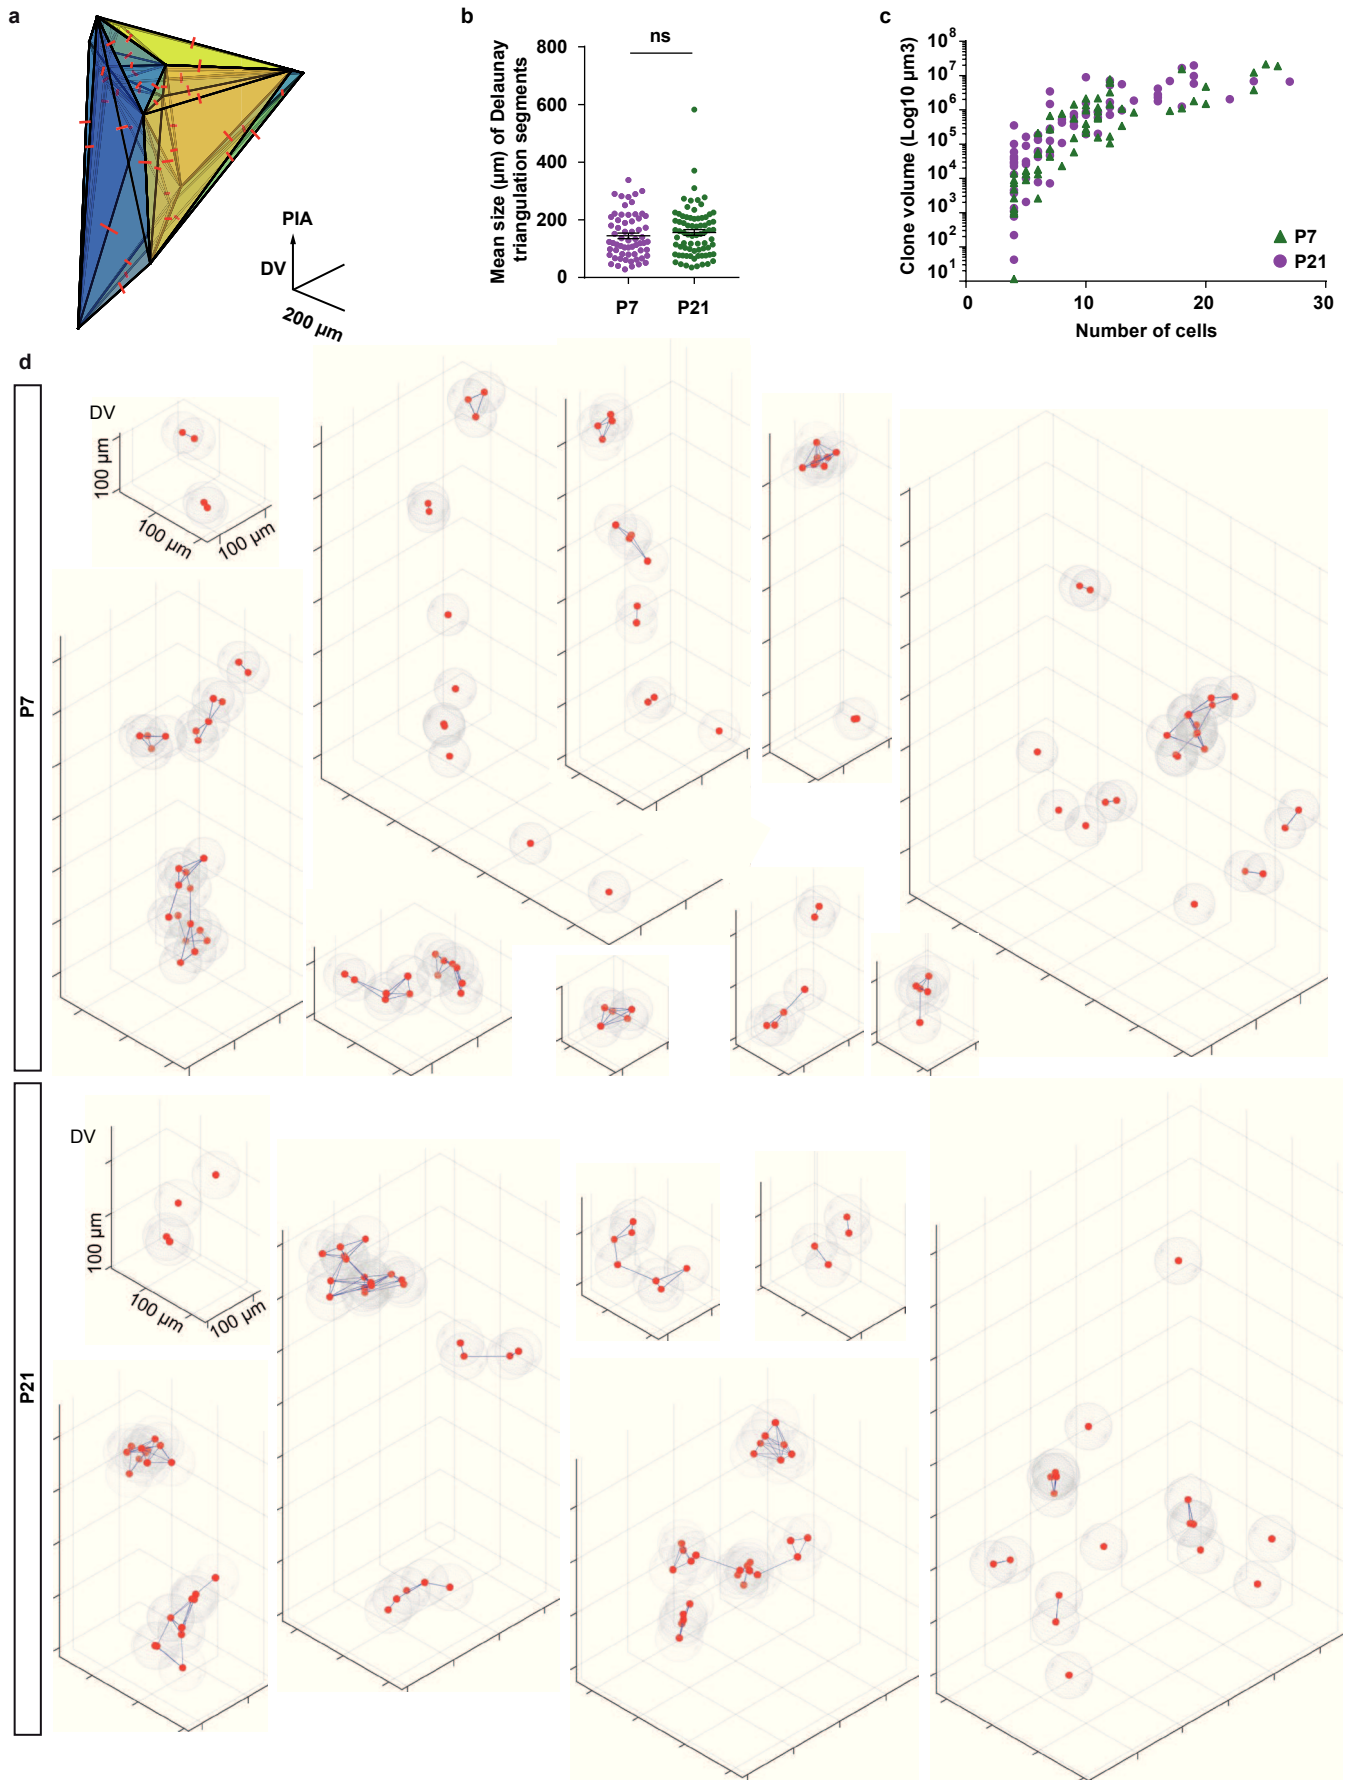 a
PIA
DV
200 µm
b
ns
Mean size (µm) of Delaunay
triangulation segments
800
600
400
200
0
P7
P21
c
Clone volume (Log10 µm3)
10^8
10^7
10^6
10^5
10^4
10^3
10^2
10^1
0
10
20
30
Number of cells
P7
P21
d
P7
DV
100 µm
100 µm
100 µm
P21
DV
100 µm
100 µm
100 µm